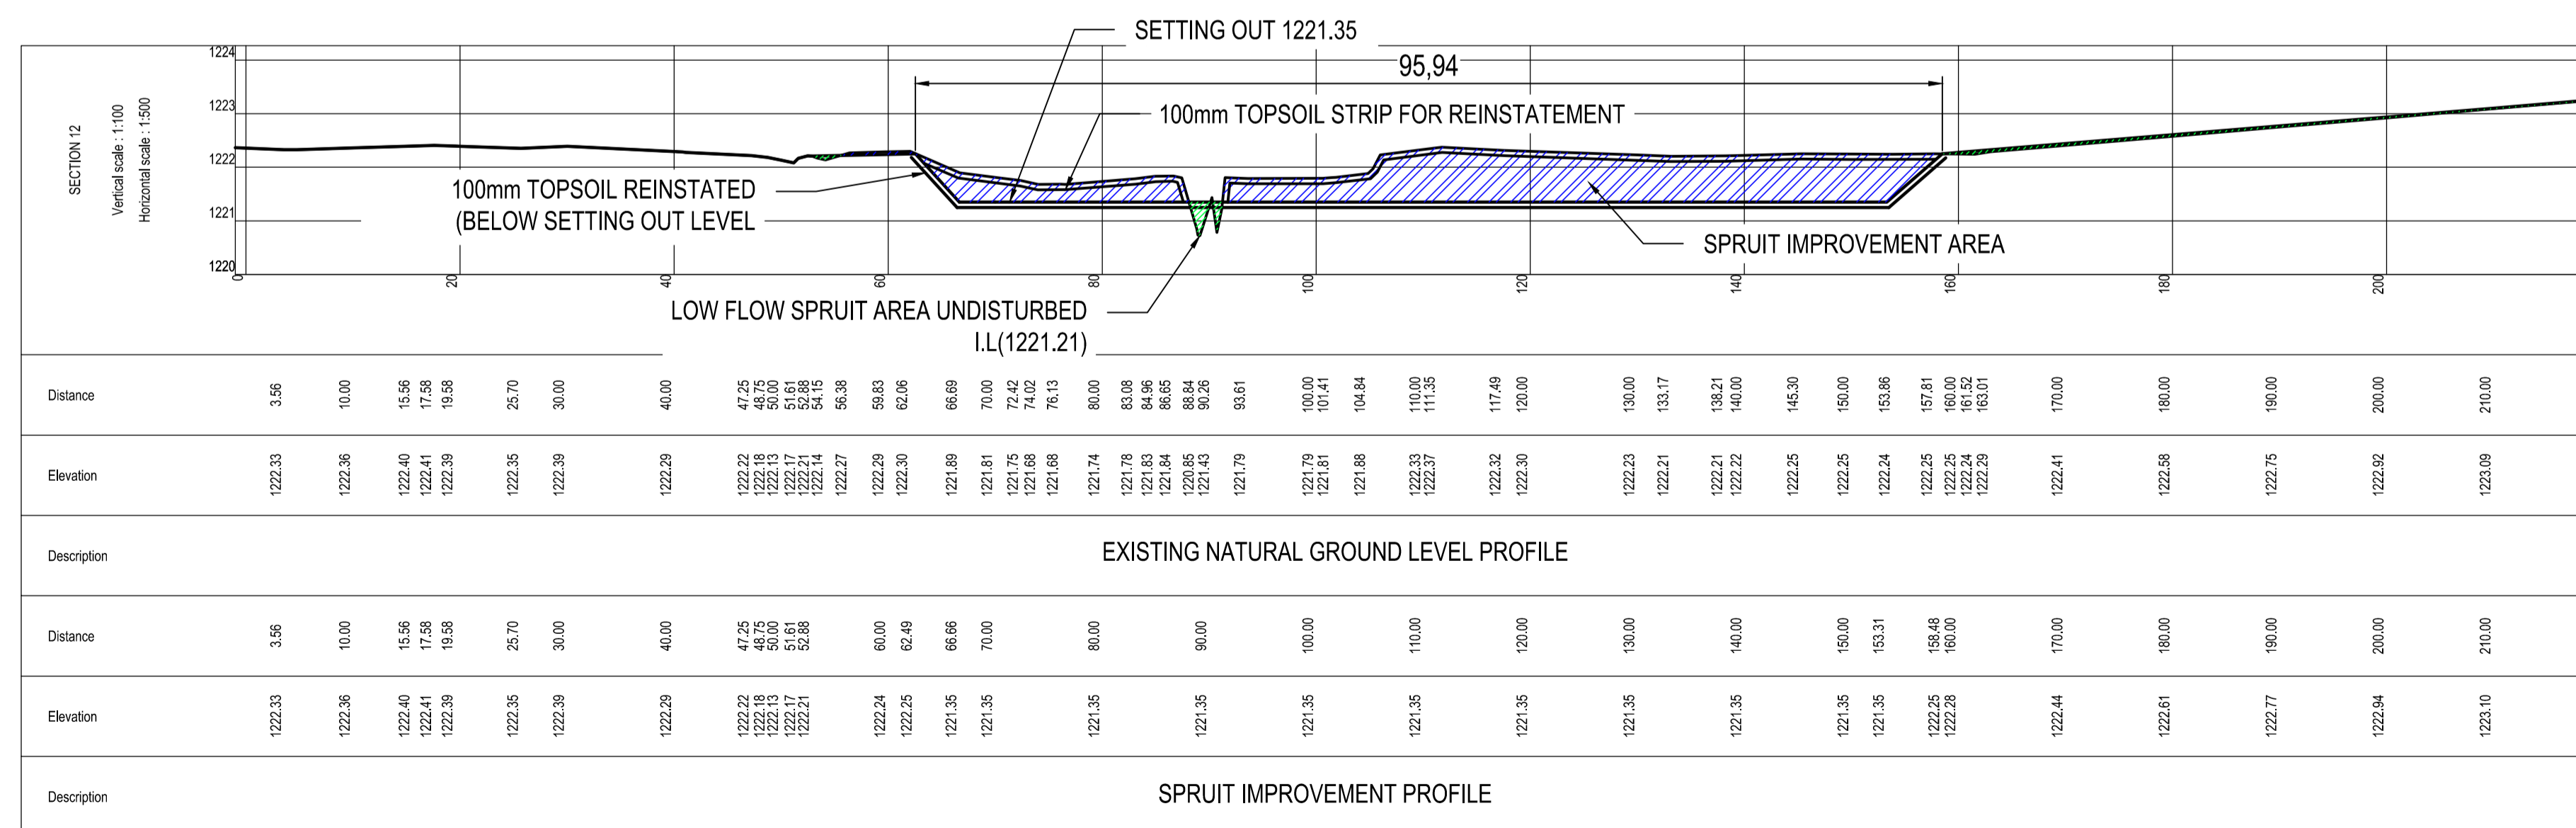 SETTING OUT 1221.35
95,94
100mm TOPSOIL STRIP FOR REINSTATEMENT
SECTION 12
Vertical scale : 1:100
Horizontal scale : 1:500
1224
1223
1222
1221
1220
100mm TOPSOIL REINSTATED
(BELOW SETTING OUT LEVEL
SPRUIT IMPROVEMENT AREA
0 20 40 60 80 100 120 140 160 180 200
LOW FLOW SPRUIT AREA UNDISTURBED
I.L(1221.21)
Distance 3.56 10.00 15.56 17.58 19.58 25.70 30.00 40.00 47.25 48.75 50.00 51.61 52.88 54.15 56.38 59.83 62.06 66.69 70.00 72.42 74.02 76.13 80.00 83.08 84.96 86.65 88.84 90.26 93.61 100.00 101.41 104.84 110.00 111.35 117.49 120.00 130.00 133.17 138.21 140.00 145.30 150.00 153.86 157.81 160.00 161.52 163.01 170.00 180.00 190.00 200.00 210.00
Elevation 1222.33 1222.36 1222.40 1222.41 1222.39 1222.35 1222.39 1222.29 1222.22 1222.18 1222.13 1222.17 1222.21 1222.14 1222.27 1222.29 1222.30 1221.89 1221.81 1221.75 1221.68 1221.68 1221.74 1221.78 1221.83 1221.84 1220.85 1221.43 1221.79 1221.79 1221.81 1221.88 1222.33 1222.37 1222.32 1222.30 1222.23 1222.21 1222.21 1222.22 1222.25 1222.25 1222.24 1222.25 1222.25 1222.24 1222.29 1222.41 1222.58 1222.75 1222.92 1223.09
Description EXISTING NATURAL GROUND LEVEL PROFILE
Distance 3.56 10.00 15.56 17.58 19.58 25.70 30.00 40.00 47.25 48.75 50.00 51.61 52.88 60.00 62.49 66.66 70.00 80.00 90.00 100.00 110.00 120.00 130.00 140.00 150.00 153.31 158.48 160.00 170.00 180.00 190.00 200.00 210.00
Elevation 1222.33 1222.36 1222.40 1222.41 1222.39 1222.35 1222.39 1222.29 1222.22 1222.18 1222.13 1222.17 1222.21 1222.24 1222.25 1221.35 1221.35 1221.35 1221.35 1221.35 1221.35 1221.35 1221.35 1221.35 1221.35 1221.35 1222.25 1222.28 1222.44 1222.61 1222.77 1222.94 1223.10
Description SPRUIT IMPROVEMENT PROFILE